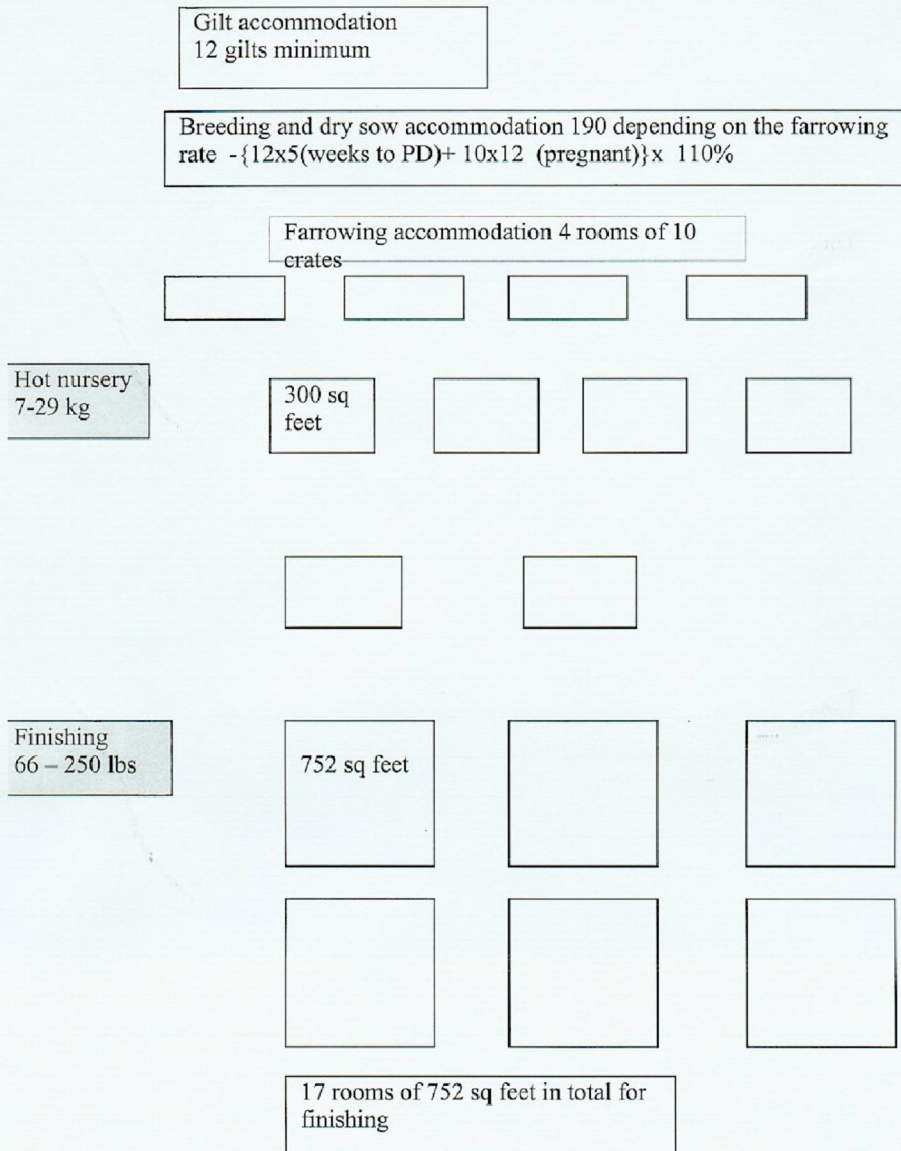 Gilt accommodation
12 gilts minimum
Breeding and dry sow accommodation 190 depending on the farrowing
rate -{12x5(weeks to PD)+ 10x12 (pregnant)}x 110%
Farrowing accommodation 4 rooms of 10
crates
Hot nursery
7-29 kg
300 sq
feet
Finishing
66 – 250 lbs
752 sq feet
17 rooms of 752 sq feet in total for
finishing